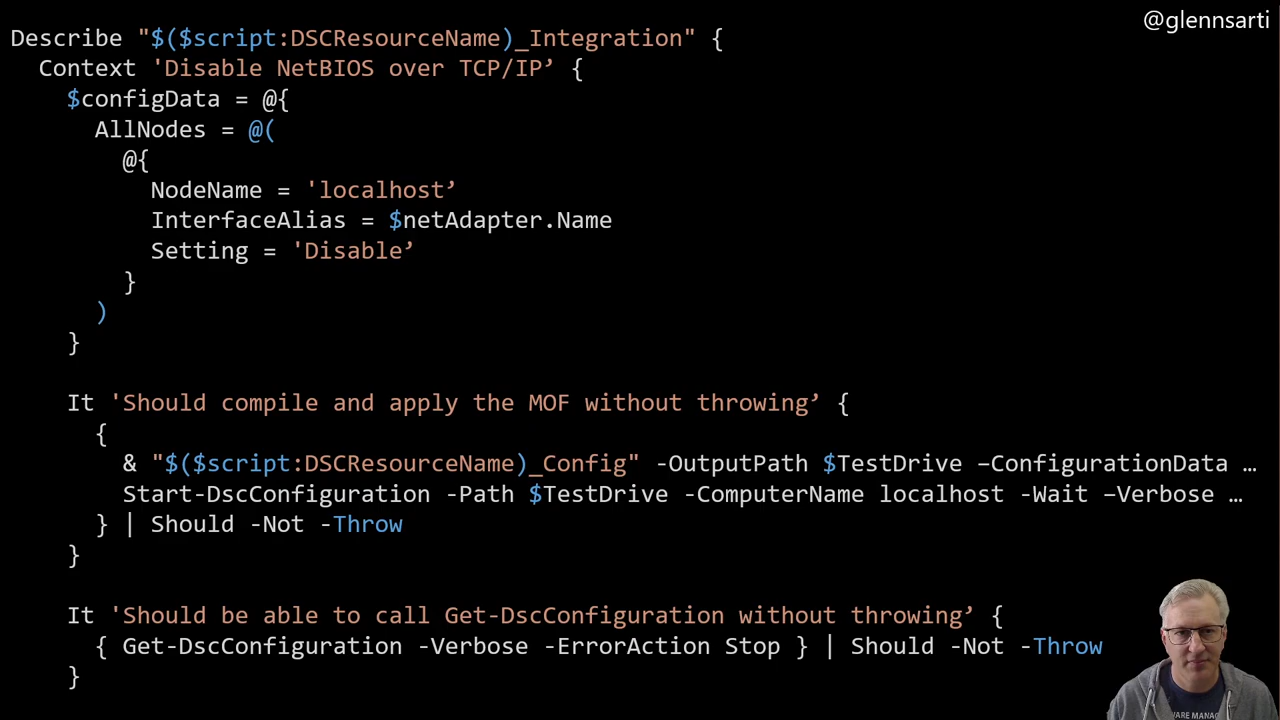 @glennsarti
Describe "$($script:DSCResourceName)_Integration" {
Context 'Disable NetBIOS over TCP/IP’ {
$configData = @{
AllNodes = @(
@{
NodeName = 'localhost’
InterfaceAlias = $netAdapter.Name
Setting = 'Disable’
}
)
}
It 'Should compile and apply the MOF without throwing’ {
{
& "$($script:DSCResourceName)_Config" -OutputPath $TestDrive –ConfigurationData …
Start-DscConfiguration -Path $TestDrive -ComputerName localhost -Wait –Verbose …
} | Should -Not -Throw
}
It 'Should be able to call Get-DscConfiguration without throwing’ {
{ Get-DscConfiguration -Verbose -ErrorAction Stop } | Should -Not -Throw
}
WARE MANAG